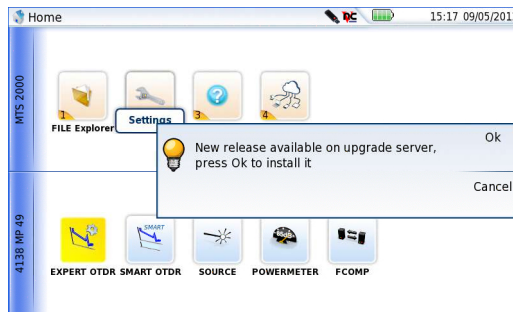 Home
15:17 09/05/201
MTS 2000
1
3
4
FILE Explorer
Settings
New release available on upgrade server,
press Ok to install it
Ok
Cancel
4138 MP 49
SMART
EXPERT OTDR
SMART OTDR
SOURCE
POWERMETER
FCOMP